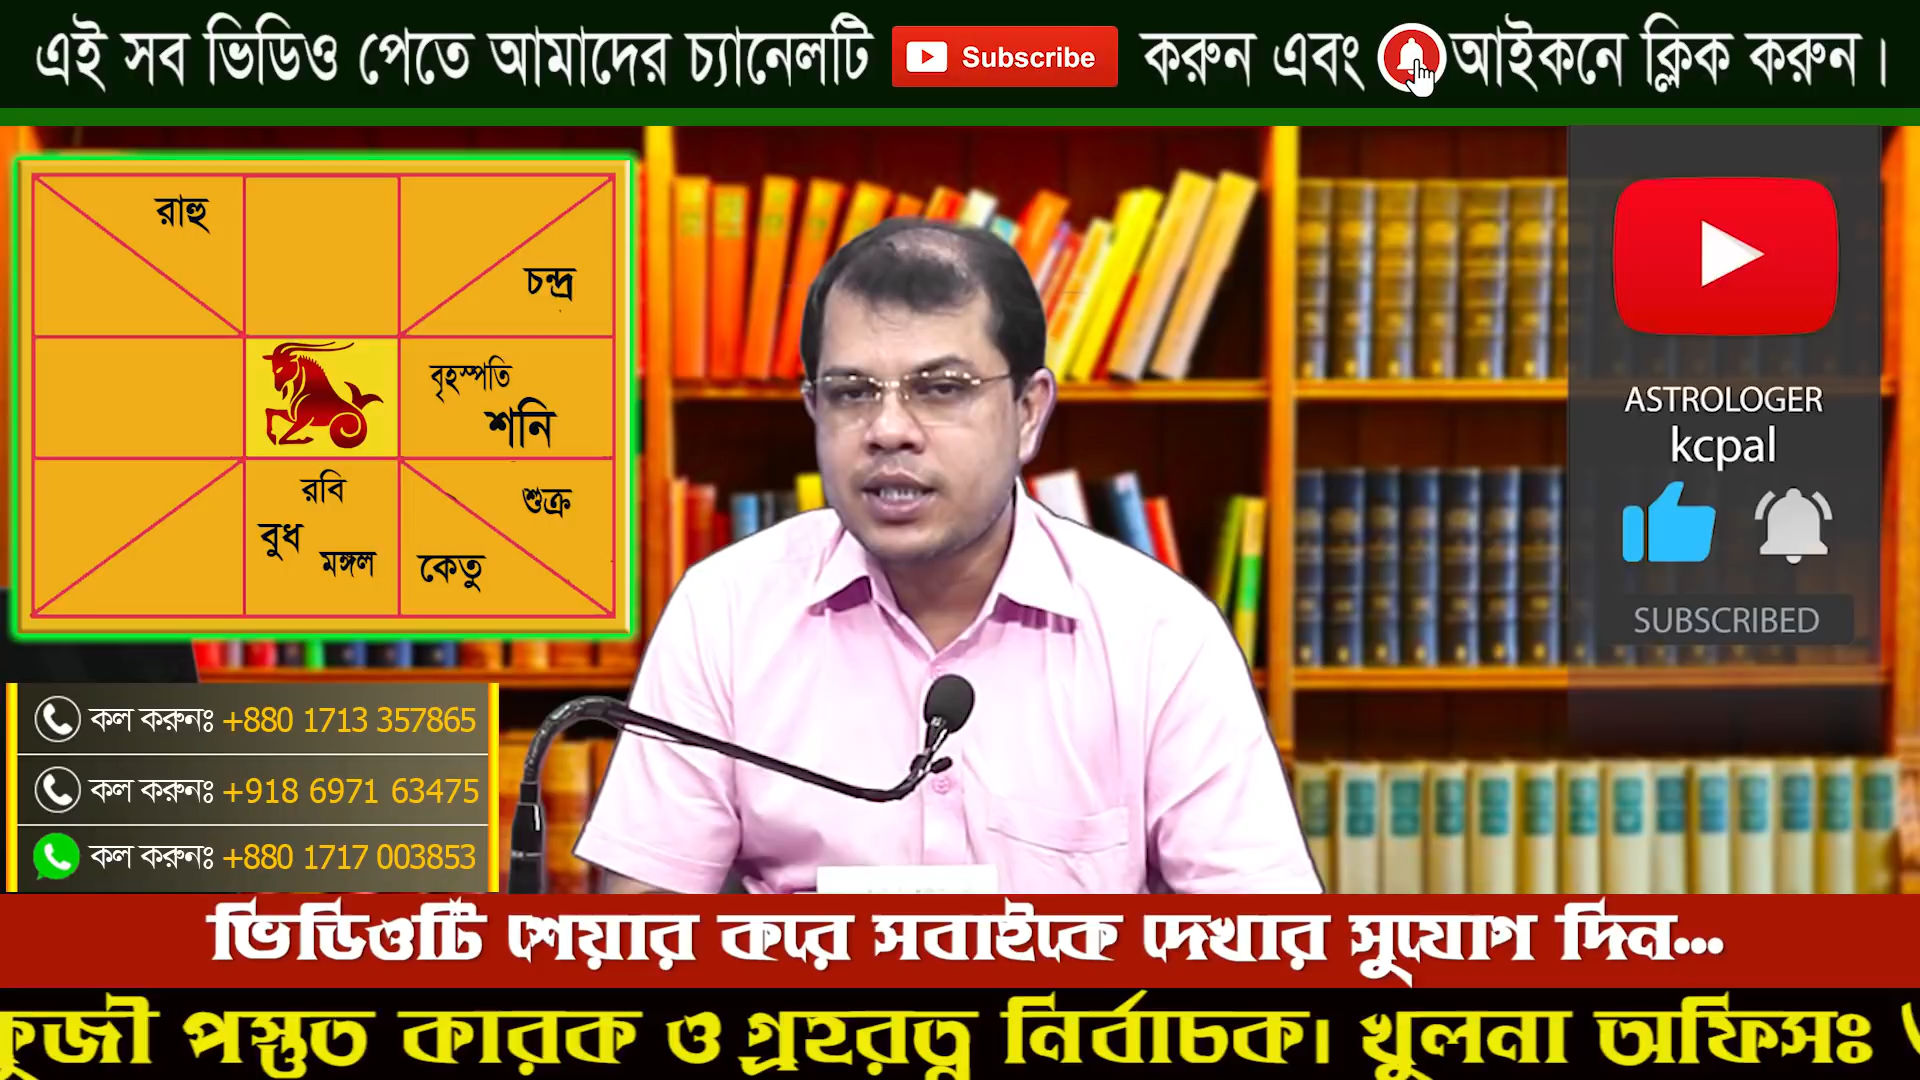 এই সব ভিডিও পেতে আমাদের চ্যানেলটি Subscribe করুন এবং আইকনে ক্লিক করুন।
রাহু
চন্দ্র
বৃহস্পতি
শনি
রবি
বুধ
মঙ্গল
শুক্র
কেতু
ASTROLOGER
kcpal
SUBSCRIBED
কল করুনঃ +880 1713 357865
কল করুনঃ +918 6971 63475
কল করুনঃ +880 1717 003853
ভিডিওটি শেয়ার করে সবাইকে দেখার সুযোগ দিন...
পস্তুত কারক ও গ্রহরত্ন নির্বাচক। খুলনা অফিসঃ